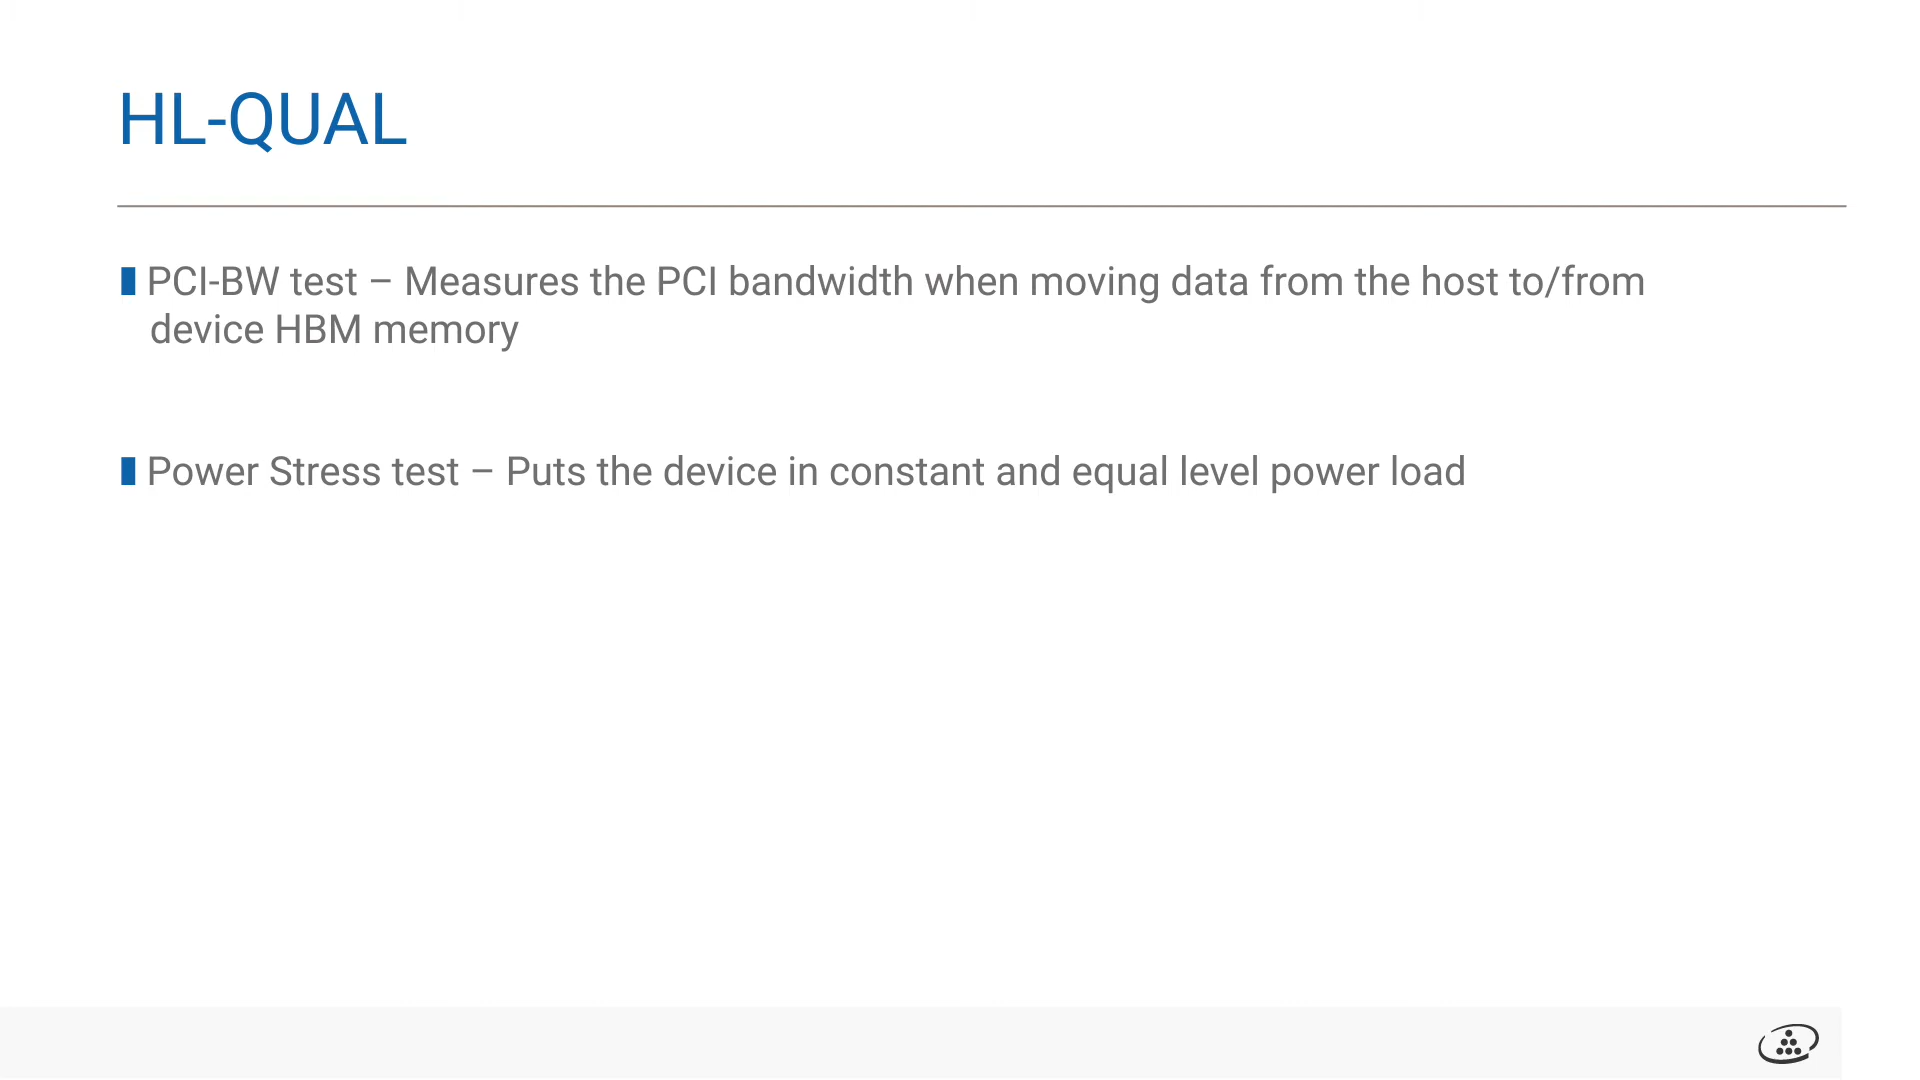 HL-QUAL
PCI-BW test – Measures the PCI bandwidth when moving data from the host to/from
device HBM memory
Power Stress test – Puts the device in constant and equal level power load